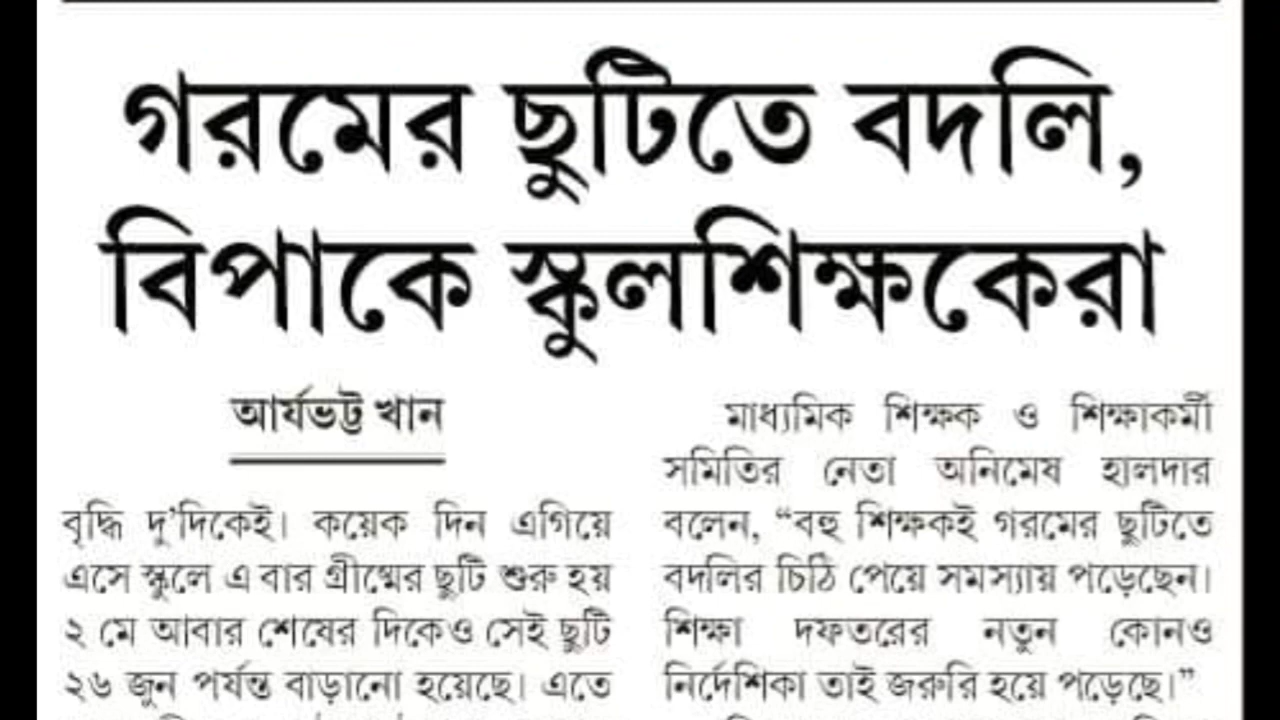 গরমের ছুটিতে বদলি,
বিপাকে স্কুলশিক্ষকেরা
আর্যভট্ট খান
বৃদ্ধি দু'দিকেই। কয়েক দিন এগিয়ে
এসে স্কুলে এ বার গ্রীষ্মের ছুটি শুরু হয়
২ মে আবার শেষের দিকেও সেই ছুটি
২৬ জুন পর্যন্ত বাড়ানো হয়েছে। এতে
মাধ্যমিক শিক্ষক ও শিক্ষাকর্মী
সমিতির নেতা অনিমেষ হালদার
বলেন, “বহু শিক্ষকই গরমের ছুটিতে
বদলির চিঠি পেয়ে সমস্যায় পড়েছেন।
শিক্ষা দফতরের নতুন কোনও
নির্দেশিকা তাই জরুরি হয়ে পড়েছে।”